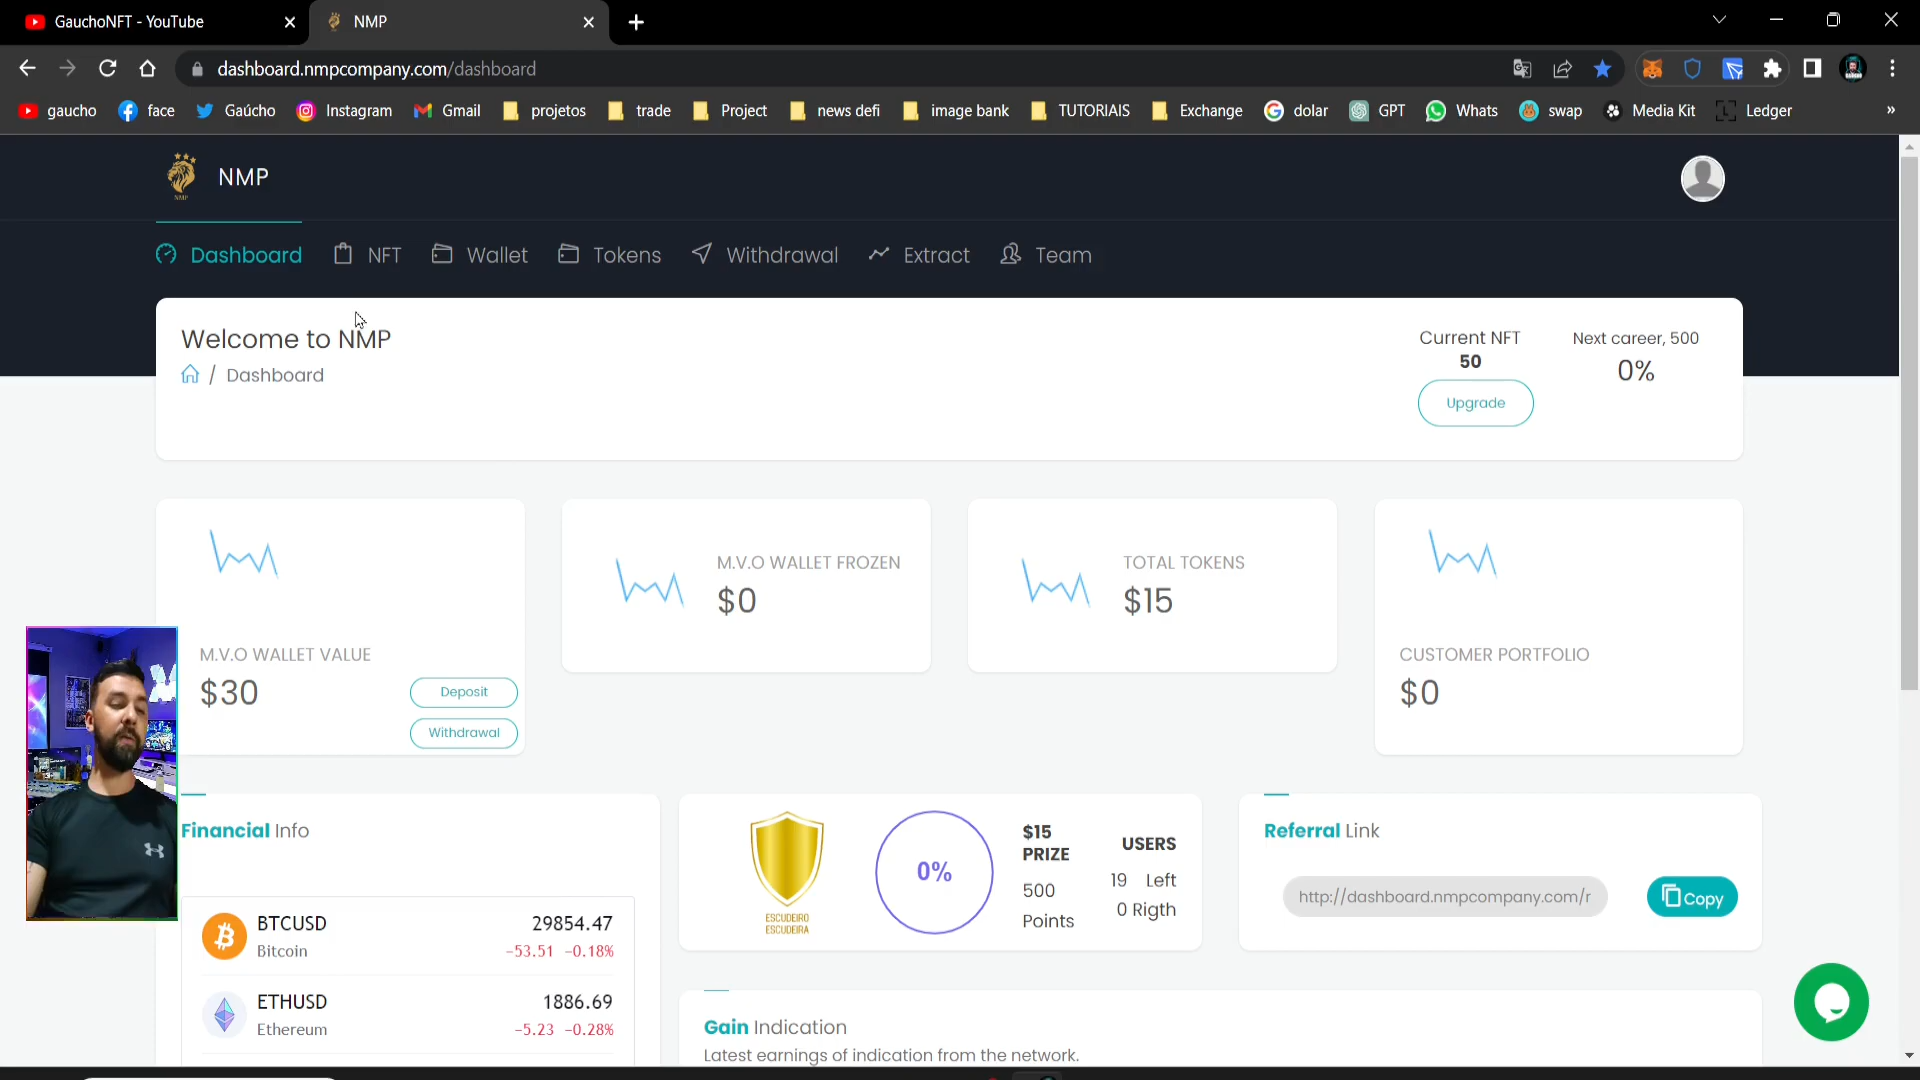 GauchoNFT - YouTube
NMP
dashboard.nmpcompany.com/dashboard
gaucho face Gaúcho Instagram Gmail projetos trade Project news defi image bank TUTORIAIS Exchange dolar GPT Whats swap Media Kit Ledger »
NMP
NMP
Dashboard NFT Wallet Tokens Withdrawal Extract Team
Welcome to NMP
/ Dashboard
Current NFT
50
Upgrade
Next career, 500
0%
M.V.O WALLET VALUE
$30
Deposit
Withdrawal
M.V.O WALLET FROZEN
$0
TOTAL TOKENS
$15
CUSTOMER PORTFOLIO
$0
Financial Info
BTCUSD 29854.47
Bitcoin -53.51 -0.18%
ETHUSD 1886.69
Ethereum -5.23 -0.28%
ESCUDEIRO
ESCUDEIRA
0%
$15
PRIZE
500
Points
USERS
19 Left
0 Rigth
Referral Link
http://dashboard.nmpcompany.com/r
Copy
Gain Indication
Latest earnings of indication from the network.